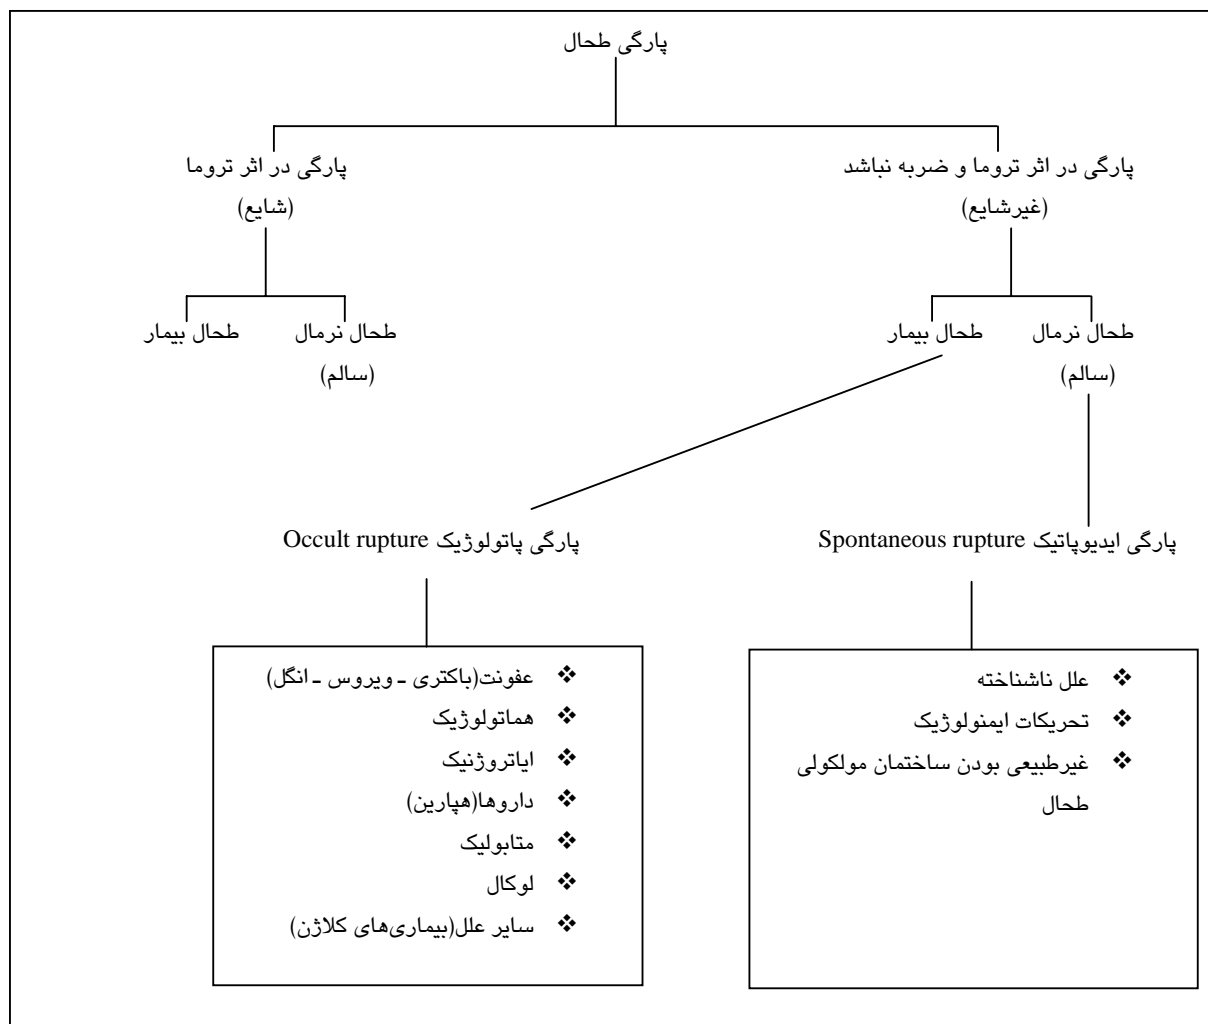 پارگی طحال
پارگی در اثر تروما و ضربه نباشد
(غیرشایع)
پارگی در اثر تروما
(شایع)
طحال نرمال
(سالم)
طحال بیمار
طحال نرمال
(سالم)
طحال بیمار
پارگی ایدیوپاتیک Spontaneous rupture
پارگی پاتولوژیک Occult rupture
❖ علل ناشناخته
❖ تحریکات ایمنولوژیک
❖ غیرطبیعی بودن ساختمان مولکولی
طحال
❖ عفونت(باکتری ـ ویروس ـ انگل)
❖ هماتولوژیک
❖ ایاتروژنیک
❖ داروها(هپارین)
❖ متابولیک
❖ لوکال
❖ سایر علل(بیماری‌های کلاژن)